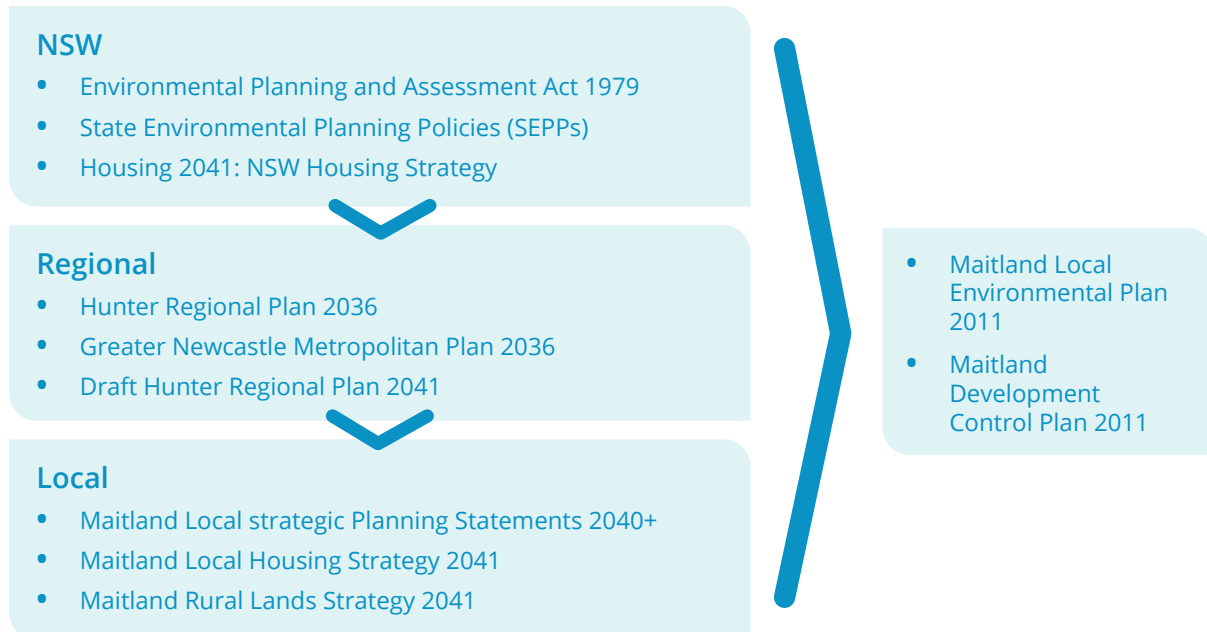 NSW
• Environmental Planning and Assessment Act 1979
• State Environmental Planning Policies (SEPPs)
• Housing 2041: NSW Housing Strategy
Regional
• Hunter Regional Plan 2036
• Greater Newcastle Metropolitan Plan 2036
• Draft Hunter Regional Plan 2041
Local
• Maitland Local strategic Planning Statements 2040+
• Maitland Local Housing Strategy 2041
• Maitland Rural Lands Strategy 2041
• Maitland Local
Environmental Plan
2011
• Maitland
Development
Control Plan 2011